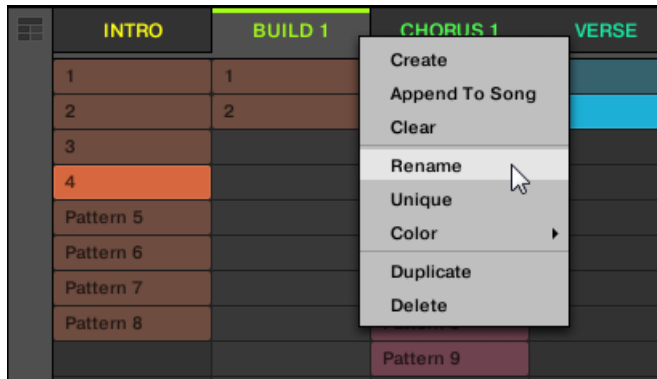 INTRO BUILD 1 CHORUS 1 VERSE
1 1 Create
2 2 Append To Song
Clear
3
4 Rename
Unique
Pattern 5
Color
Pattern 6
Pattern 7 Duplicate
Pattern 8 Delete
Pattern 9